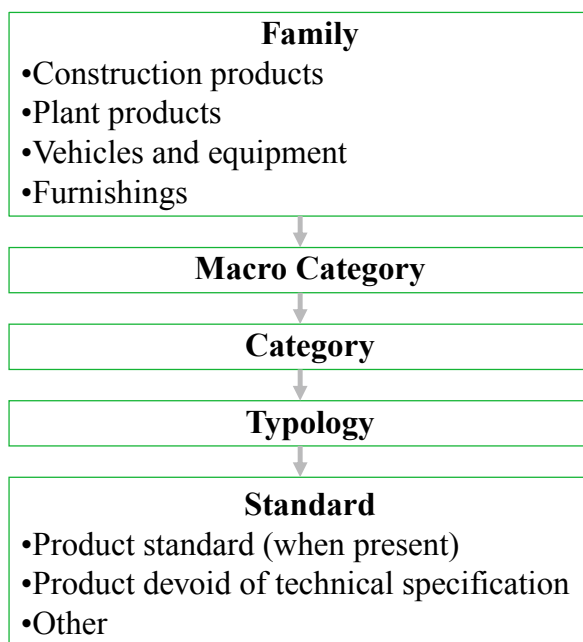 Family
•Construction products
•Plant products
•Vehicles and equipment
•Furnishings
Macro Category
Category
Typology
Standard
•Product standard (when present)
•Product devoid of technical specification
•Other